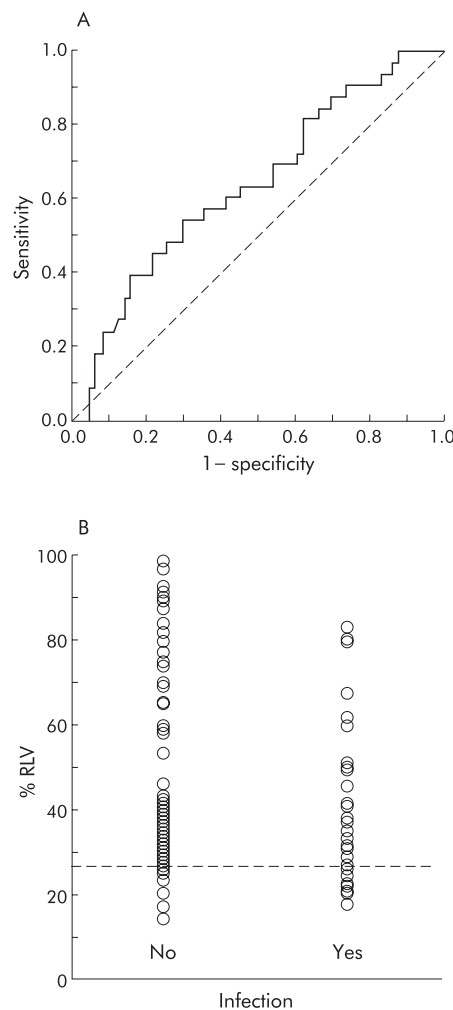 A
1.0
0.8
0.6
0.4
0.2
0.0
Sensitivity
0.0 0.2 0.4 0.6 0.8 1.0
1– specificity
B
100
80
60
40
20
0
% RLV
No Yes
Infection